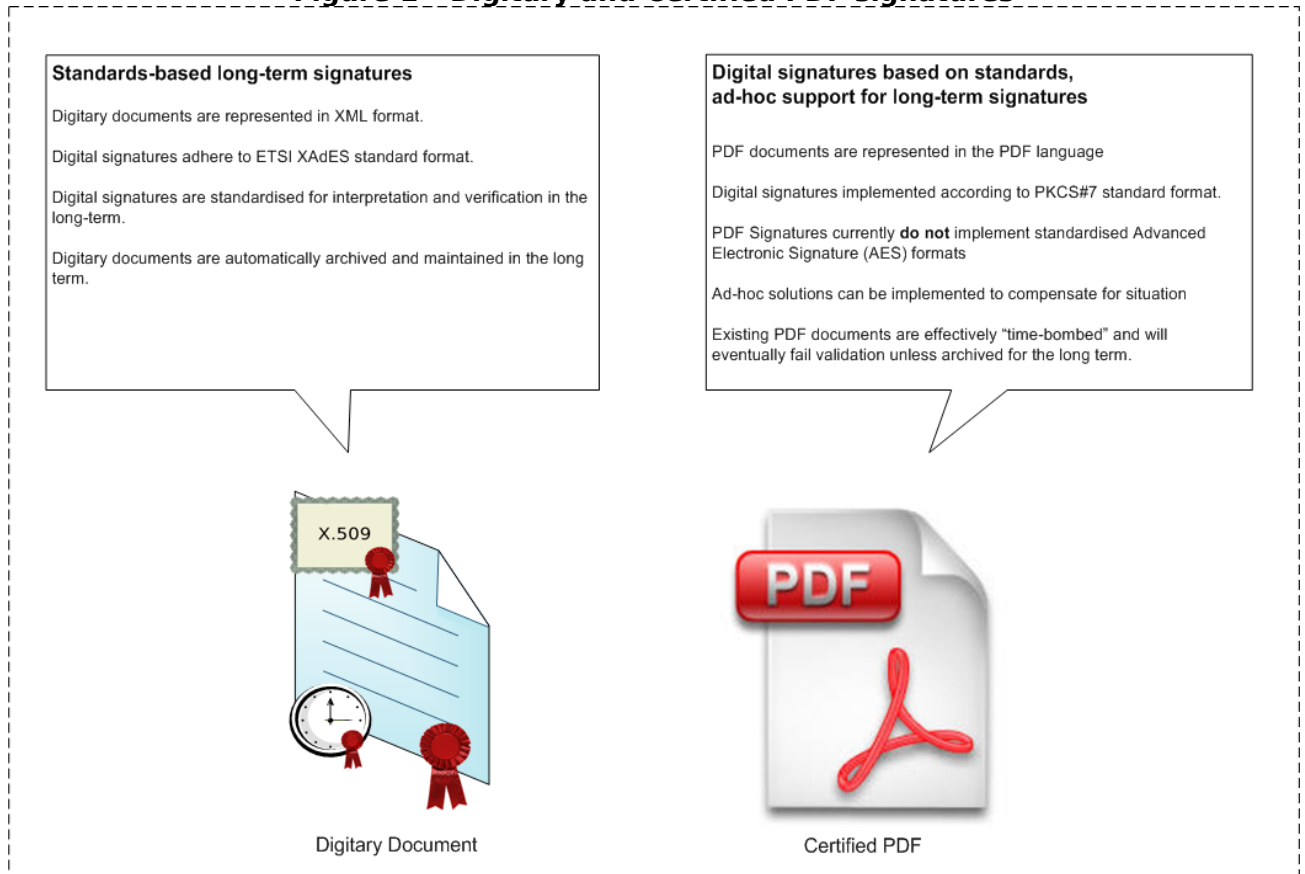 Digitary and Certified PDF Signatures
Standards-based long-term signatures
Digitary documents are represented in XML format.
Digital signatures adhere to ETSI XAdES standard format.
Digital signatures are standardised for interpretation and verification in the
long-term.
Digitary documents are automatically archived and maintained in the long
term.
Digital signatures based on standards,
ad-hoc support for long-term signatures
PDF documents are represented in the PDF language
Digital signatures implemented according to PKCS#7 standard format.
PDF Signatures currently do not implement standardised Advanced
Electronic Signature (AES) formats
Ad-hoc solutions can be implemented to compensate for situation
Existing PDF documents are effectively “time-bombed” and will
eventually fail validation unless archived for the long term.
X.509
PDF
Digitary Document
Certified PDF